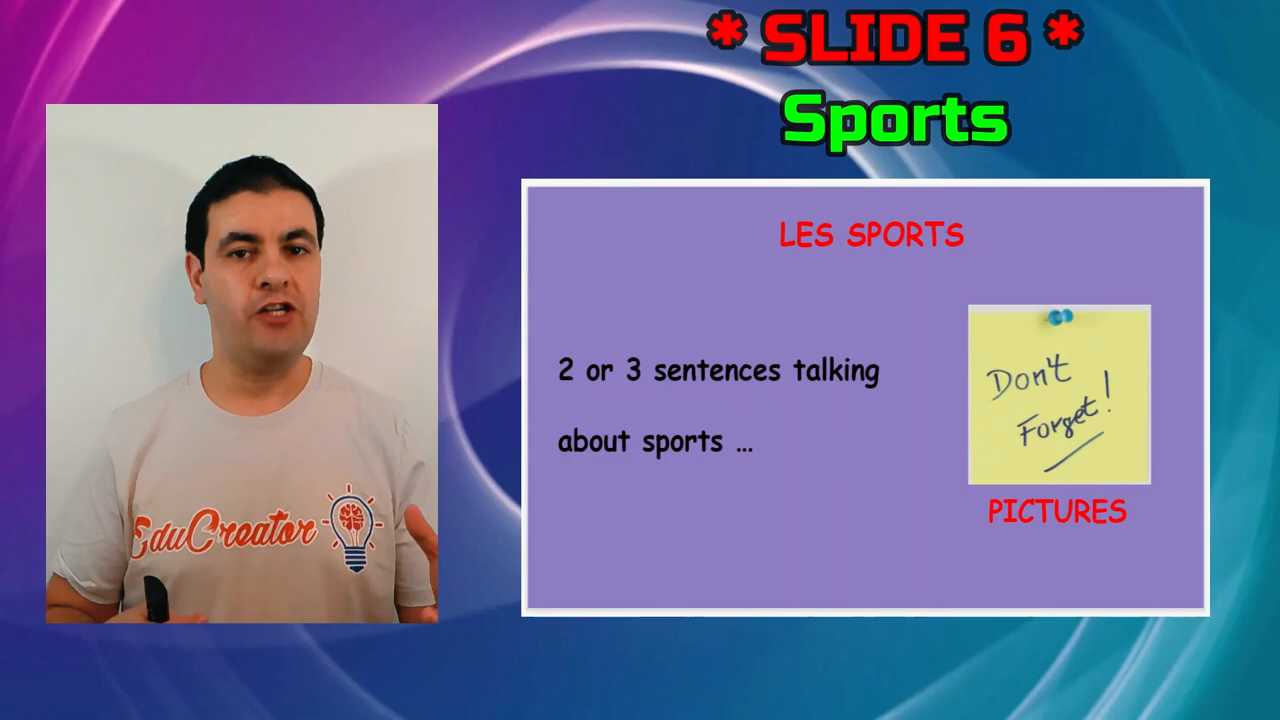 * SLIDE 6 *
Sports
LES SPORTS
2 or 3 sentences talking
about sports ...
Don't
Forget!
PICTURES
EduCreator